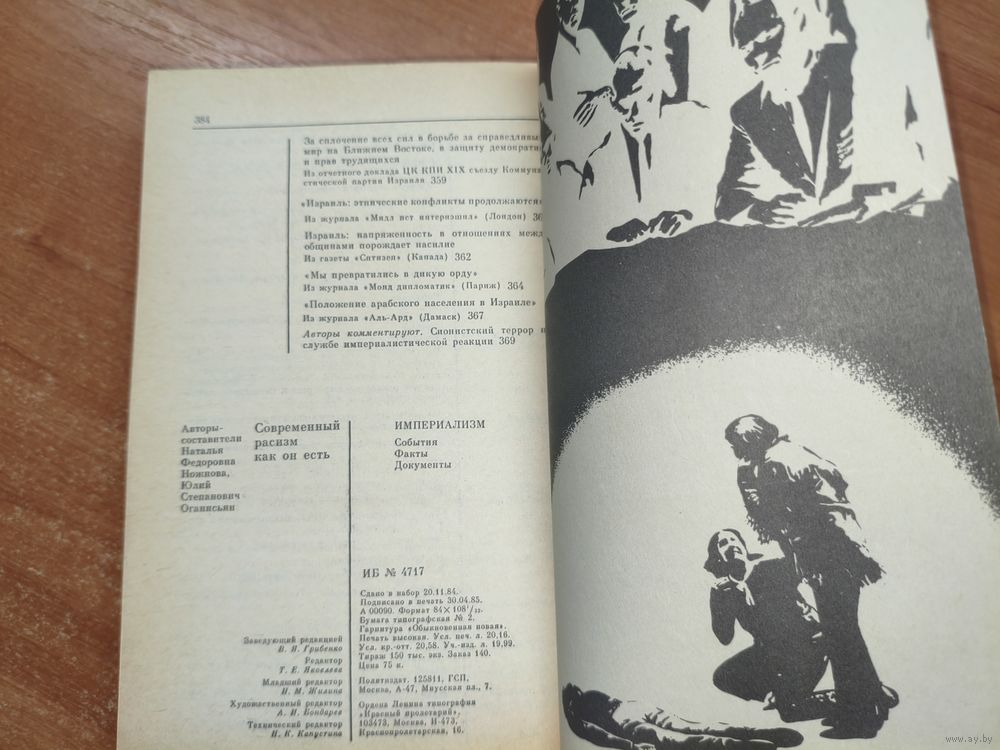 384
За сплочение всех сил в борьбе за справедливы
мир на Ближнем Востоке, в защиту демократи
и прав трудящихся
Из отчетного доклада ЦК КПИ XIX съезду Коммуни
стической партии Израиля 359
«Израиль: этнические конфликты продолжаются»
Из журнала «Мидл ист интернэшнл» (Лондон) 36
Израиль: напряженность в отношениях межд
общинами порождает насилие
Из газеты «Ситизен» (Канада) 362
«Мы превратились в дикую орду»
Из журнала «Монд дипломатик» (Париж) 364
«Положение арабского населения в Израиле»
Из журнала «Аль-Ард» (Дамаск) 367
Авторы комментируют. Сионистский террор н
службе империалистической реакции 369
Авторы-
составители
Наталья
Федоровна
Ножнова,
Юлий
Степанович
Оганисьян
Современный
расизм
как он есть
ИМПЕРИАЛИЗМ
События
Факты
Документы
ИБ № 4717
Сдано в набор 20.11.84.
Подписано в печать 30.04.85.
А 00090. Формат 84×108¹/₃₂.
Бумага типографская № 2.
Гарнитура «Обыкновенная новая».
Печать высокая. Усл. печ. л. 20,16.
Усл. кр.-отт. 20,58. Уч.-изд. л. 19,99.
Тираж 150 тыс. экз. Заказ 140.
Цена 75 к.
Политиздат. 125811, ГСП,
Москва, А-47, Миусская пл., 7.
Ордена Ленина типография
«Красный пролетарий».
103473, Москва, И-473,
Краснопролетарская, 16.
Заведующий редакцией
В. Я. Грибенко
Редактор
Т. Е. Яковлева
Младший редактор
Н. М. Жилина
Художественный редактор
А. И. Бондарев
Технический редактор
Н. К. Капустина
www.ay.by